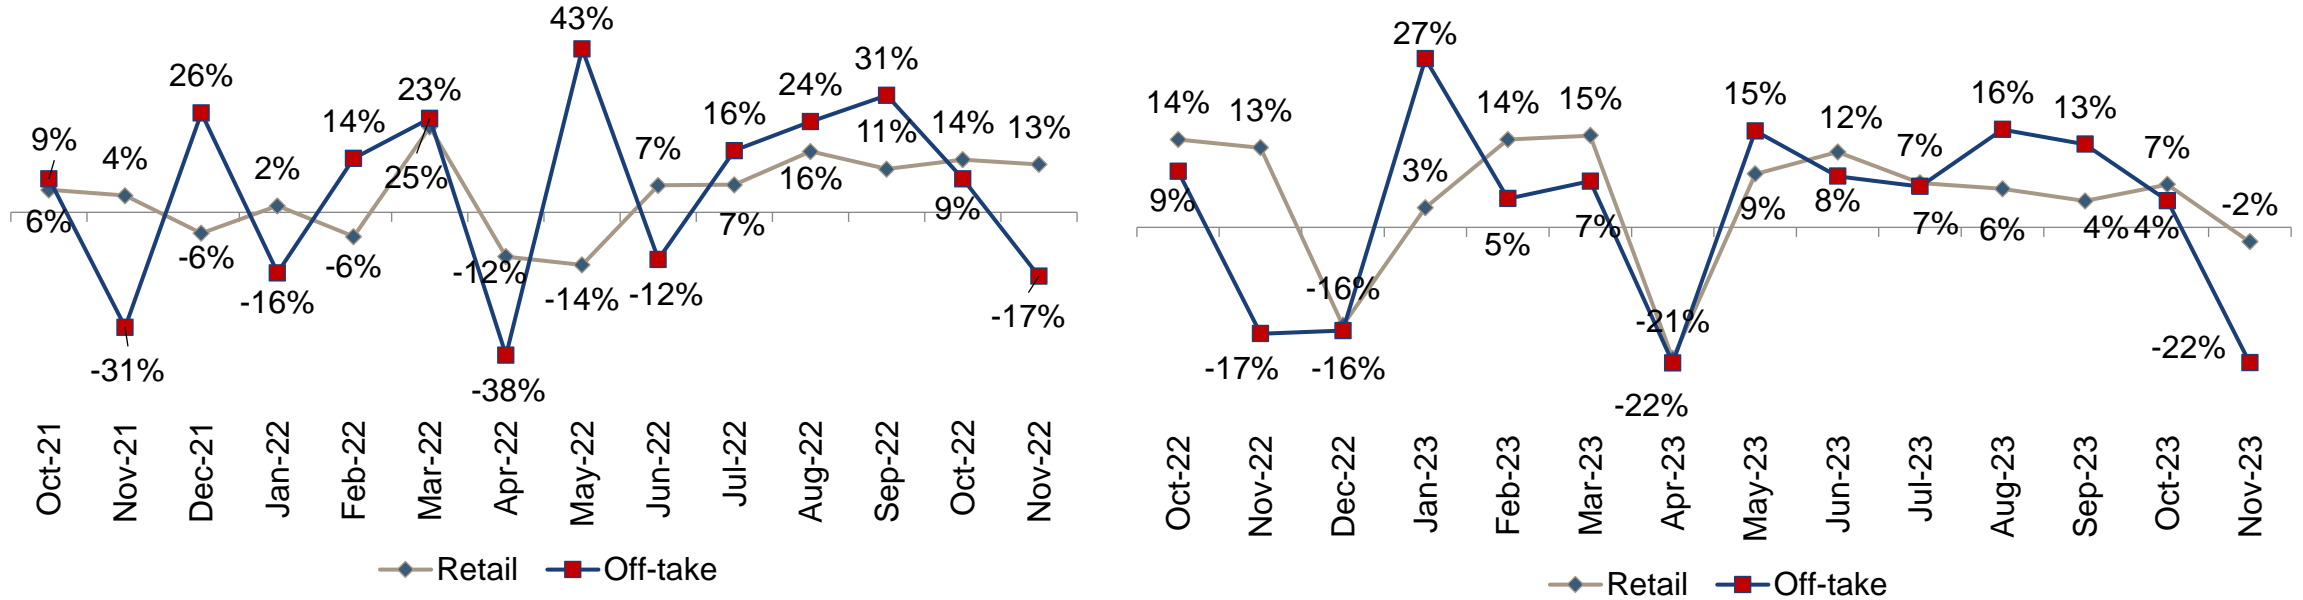 9%
4%
26%
2%
14%
23%
43%
7%
16%
24%
31%
11%
14%
13%
6%
-31%
-6%
-16%
-6%
25%
-12%
-38%
-14%
-12%
7%
16%
9%
-17%
Oct-21
Nov-21
Dec-21
Jan-22
Feb-22
Mar-22
Apr-22
May-22
Jun-22
Jul-22
Aug-22
Sep-22
Oct-22
Nov-22
Retail
Off-take
14%
13%
27%
3%
14%
15%
15%
12%
7%
16%
13%
7%
-2%
9%
-17%
-16%
-16%
5%
7%
-21%
-22%
9%
8%
7%
6%
4%
4%
-22%
Oct-22
Nov-22
Dec-22
Jan-23
Feb-23
Mar-23
Apr-23
May-23
Jun-23
Jul-23
Aug-23
Sep-23
Oct-23
Nov-23
Retail
Off-take